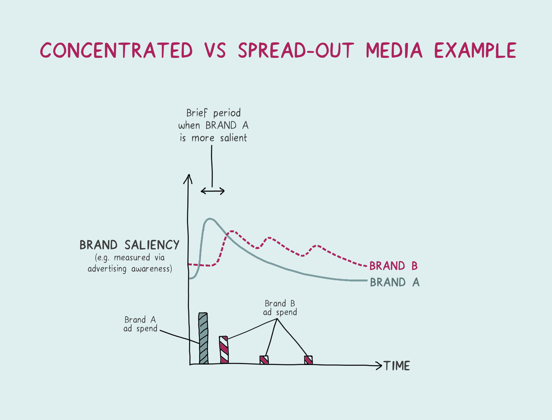 CONCENTRATED VS SPREAD-OUT MEDIA EXAMPLE
Brief period
when BRAND A
is more salient
BRAND SALIENCY
(e.g. measured via
advertising awareness)
BRAND B
BRAND A
Brand A
ad spend
Brand B
ad spend
TIME